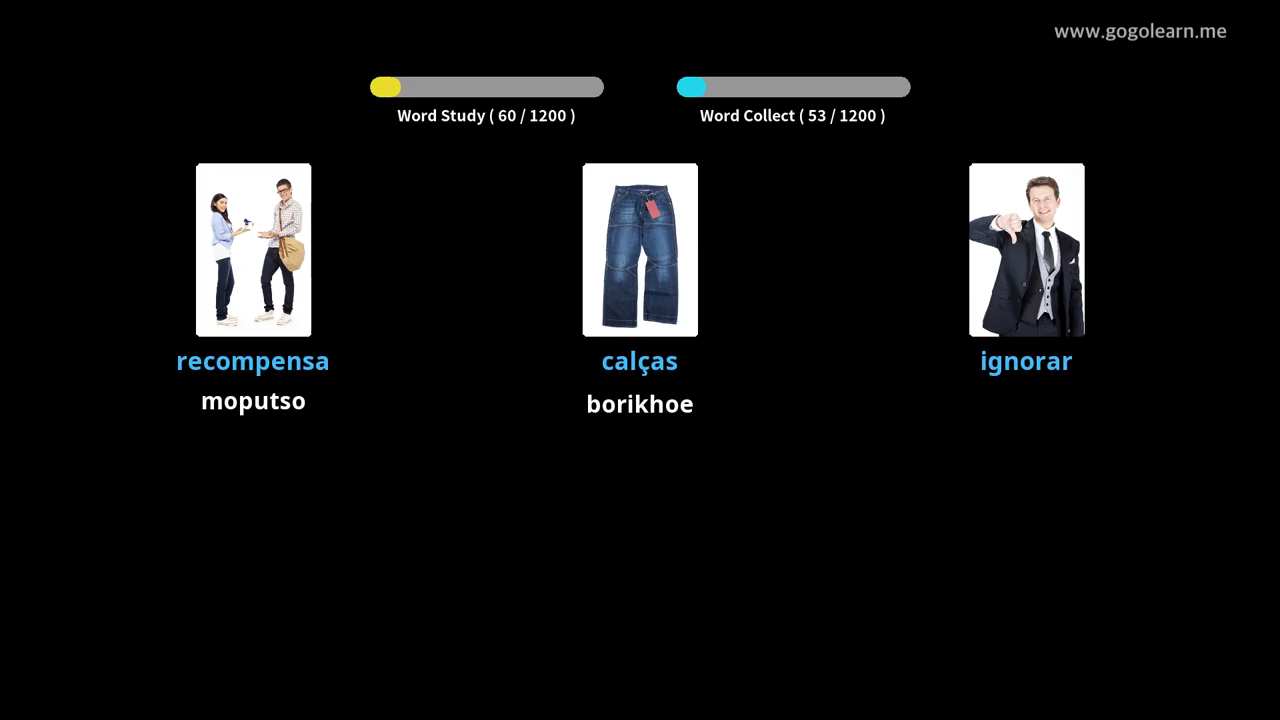 www.gogolearn.me
Word Study ( 60 / 1200 )
Word Collect ( 53 / 1200 )
recompensa
moputso
calças
borikhoe
ignorar